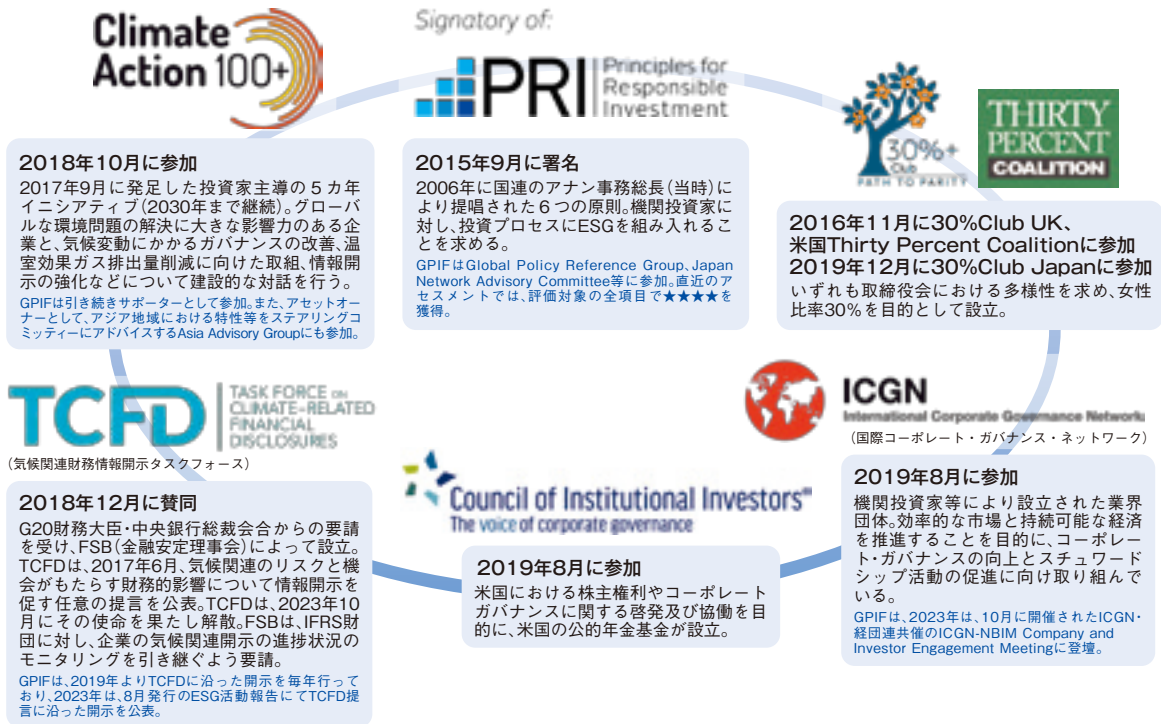 Climate
Action 100+
2018年10月に参加
2017年9月に発足した投資家主導の５カ年
イニシアティブ(2030年まで継続)。グローバ
ルな環境問題の解決に大きな影響力のある企
業と、気候変動にかかるガバナンスの改善、温
室効果ガス排出量削減に向けた取組、情報開
示の強化などについて建設的な対話を行う。
GPIFは引き続きサポーターとして参加。また、アセットオー
ナーとして、アジア地域における特性等をステアリングコ
ミッティーにアドバイスするAsia Advisory Groupにも参加。
Signatory of:
PRI Principles for
Responsible
Investment
2015年9月に署名
2006年に国連のアナン事務総長(当時)に
より提唱された６つの原則。機関投資家に
対し、投資プロセスにESGを組み入れるこ
とを求める。
GPIFはGlobal Policy Reference Group、Japan
Network Advisory Committee等に参加。直近のア
セスメントでは、評価対象の全項目で★★★★を
獲得。
30%+
Club
PATH TO PARITY
THIRTY
PERCENT
COALITION
2016年11月に30%Club UK、
米国Thirty Percent Coalitionに参加
2019年12月に30%Club Japanに参加
いずれも取締役会における多様性を求め、女性
比率30%を目的として設立。
TCFD TASK FORCE ON
CLIMATE-RELATED
FINANCIAL
DISCLOSURES
(気候関連財務情報開示タスクフォース)
2018年12月に賛同
G20財務大臣・中央銀行総裁会合からの要請
を受け、FSB(金融安定理事会)によって設立。
TCFDは、2017年6月、気候関連のリスクと機
会がもたらす財務的影響について情報開示を
促す任意の提言を公表。TCFDは、2023年10
月にその使命を果たし解散。FSBは、IFRS財
団に対し、企業の気候関連開示の進捗状況の
モニタリングを引き継ぐよう要請。
GPIFは、2019年よりTCFDに沿った開示を毎年行って
おり、2023年は、8月発行のESG活動報告にてTCFD提
言に沿った開示を公表。
Council of Institutional Investors℠
The voice of corporate governance
2019年8月に参加
米国における株主権利やコーポレート
ガバナンスに関する啓発及び協働を目
的に、米国の公的年金基金が設立。
ICGN
International Corporate Governance Network
(国際コーポレート・ガバナンス・ネットワーク)
2019年8月に参加
機関投資家等により設立された業界
団体。効率的な市場と持続可能な経済
を推進することを目的に、コーポレー
ト・ガバナンスの向上とスチュワード
シップ活動の促進に向け取り組んで
いる。
GPIFは、2023年は、10月に開催されたICGN・
経団連共催のICGN-NBIM Company and
Investor Engagement Meetingに登壇。